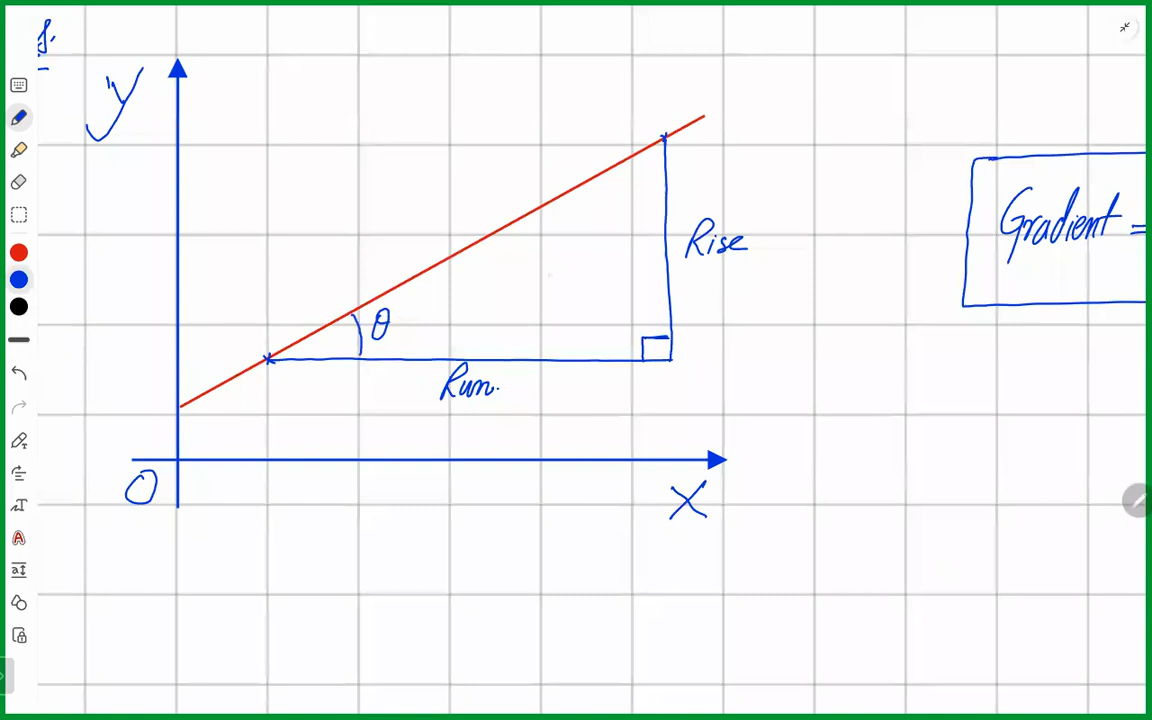 y
Rise
Gradient =
θ
Run.
O
X